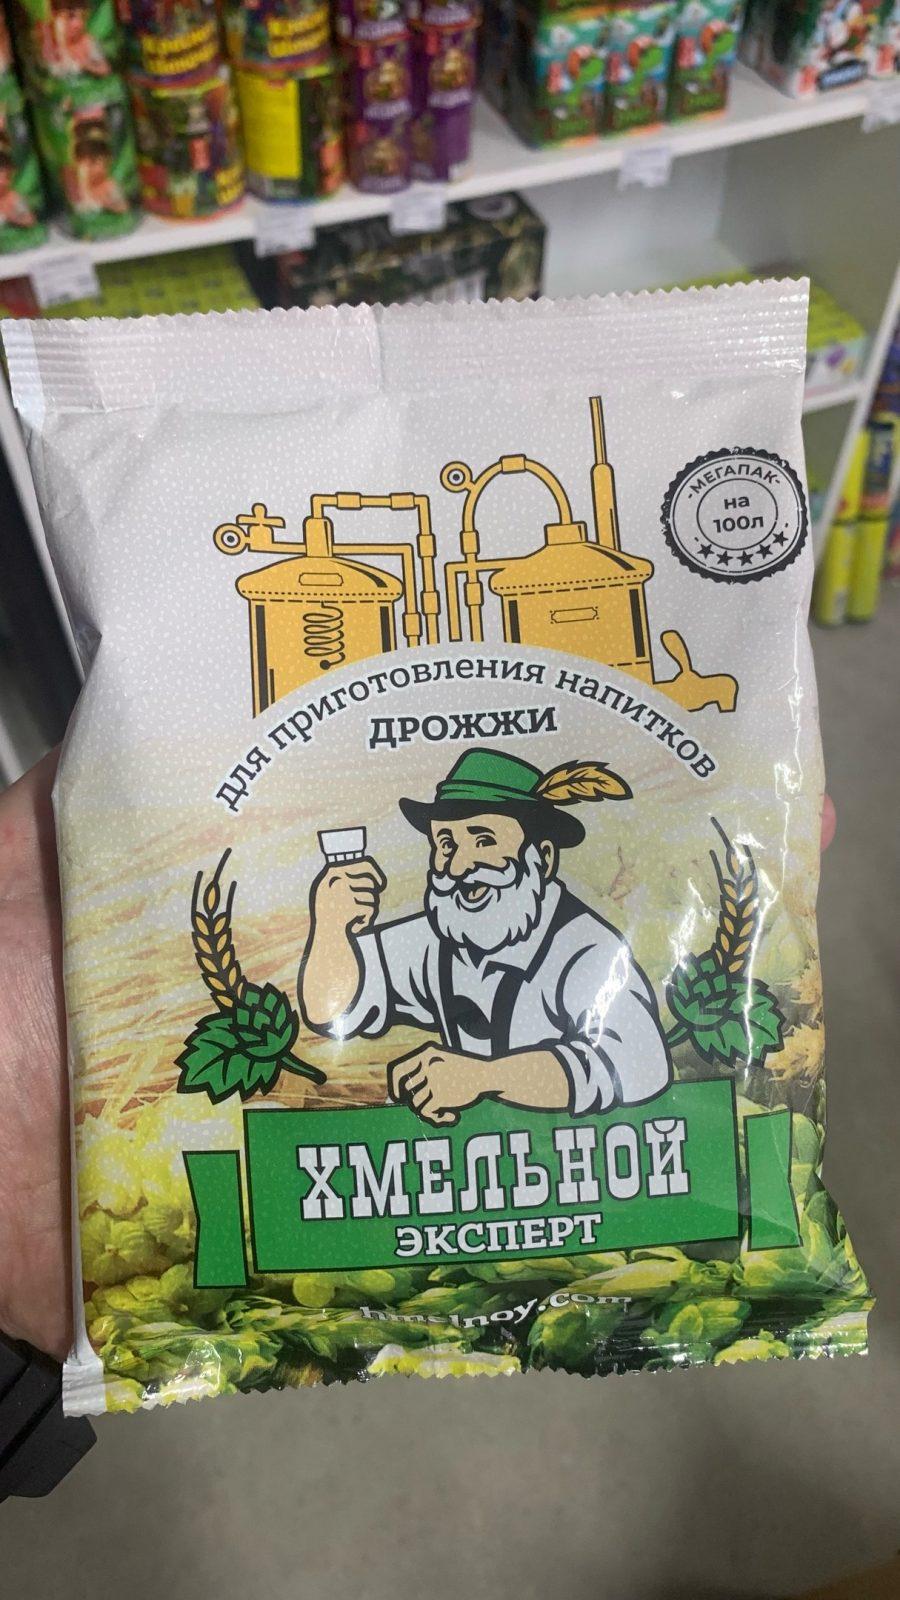 МЕГАПАК
на
100л
для приготовления напитков
ДРОЖЖИ
ХМЕЛЬНОЙ
ЭКСПЕРТ
hmelnoy.com